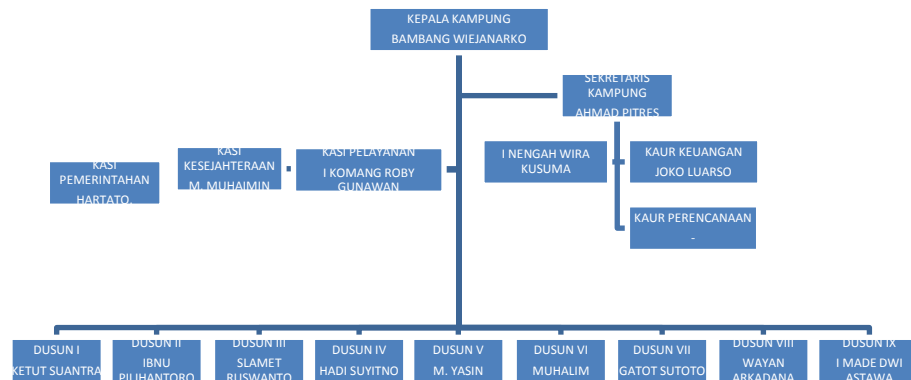 KEPALA KAMPUNG
BAMBANG WIEJANARKO
SEKRETARIS
KAMPUNG
AHMAD PITRES
KASI
PEMERINTAHAN
HARTATO,
KASI
KESEJAHTERAAN
M. MUHAIMIN
KASI PELAYANAN
I KOMANG ROBY
GUNAWAN
I NENGAH WIRA
KUSUMA
KAUR KEUANGAN
JOKO LUARSO
KAUR PERENCANAAN
-
DUSUN I
KETUT SUANTRA
DUSUN II
IBNU
PILIHANTORO
DUSUN III
SLAMET
RUSWANTO
DUSUN IV
HADI SUYITNO
DUSUN V
M. YASIN
DUSUN VI
MUHALIM
DUSUN VII
GATOT SUTOTO
DUSUN VIII
WAYAN
ARKADANA
DUSUN IX
I MADE DWI
ASTAWA